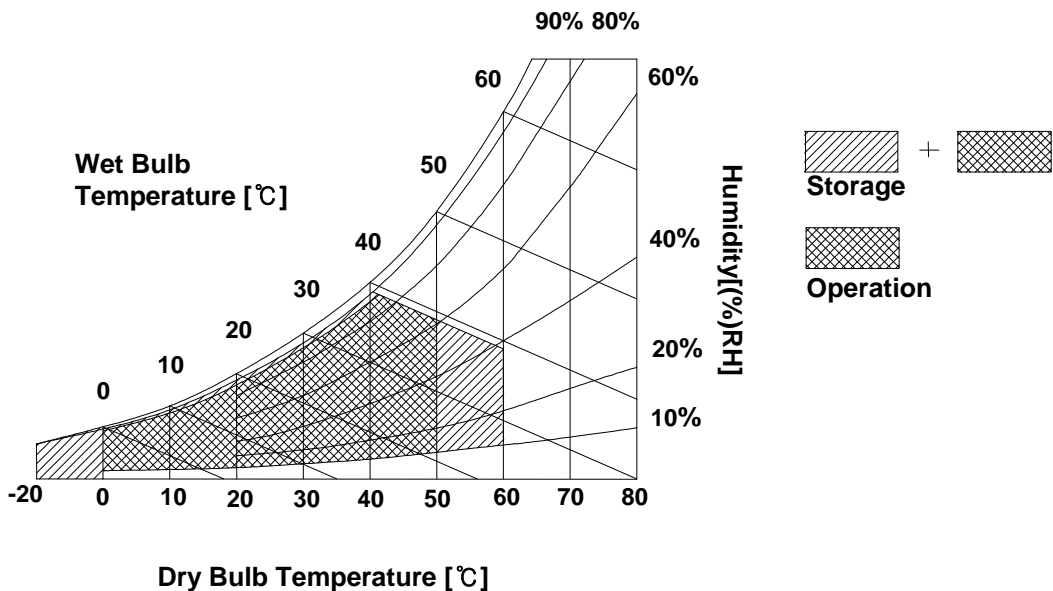 90% 80%
60
60%
50
Wet Bulb
Temperature [℃]
40
30
20
10
0
40%
20%
10%
Humidity[(%)RH]
-20 0 10 20 30 40 50 60 70 80
Dry Bulb Temperature [℃]
+
Storage
Operation